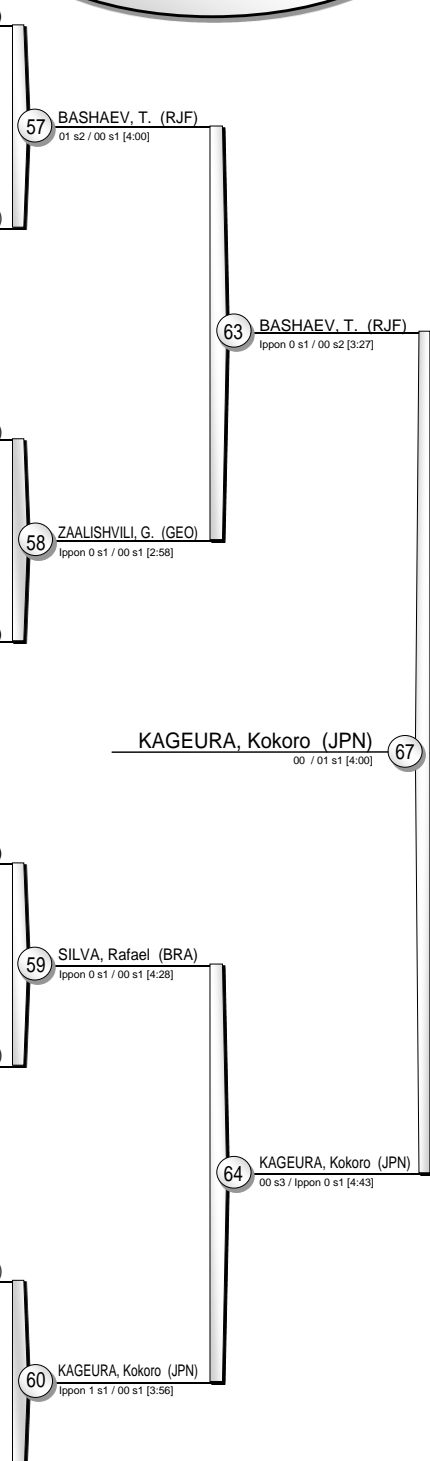 57
BASHAEV, T. (RJF)
01 s2 / 00 s1 [4:00]
63
BASHAEV, T. (RJF)
Ippon 0 s1 / 00 s2 [3:27]
58
ZAALISHVILI, G. (GEO)
Ippon 0 s1 / 00 s1 [2:58]
KAGEURA, Kokoro (JPN)
00 / 01 s1 [4:00]
67
59
SILVA, Rafael (BRA)
Ippon 0 s1 / 00 s1 [4:28]
64
KAGEURA, Kokoro (JPN)
00 s3 / Ippon 0 s1 [4:43]
60
KAGEURA, Kokoro (JPN)
Ippon 1 s1 / 00 s1 [3:56]